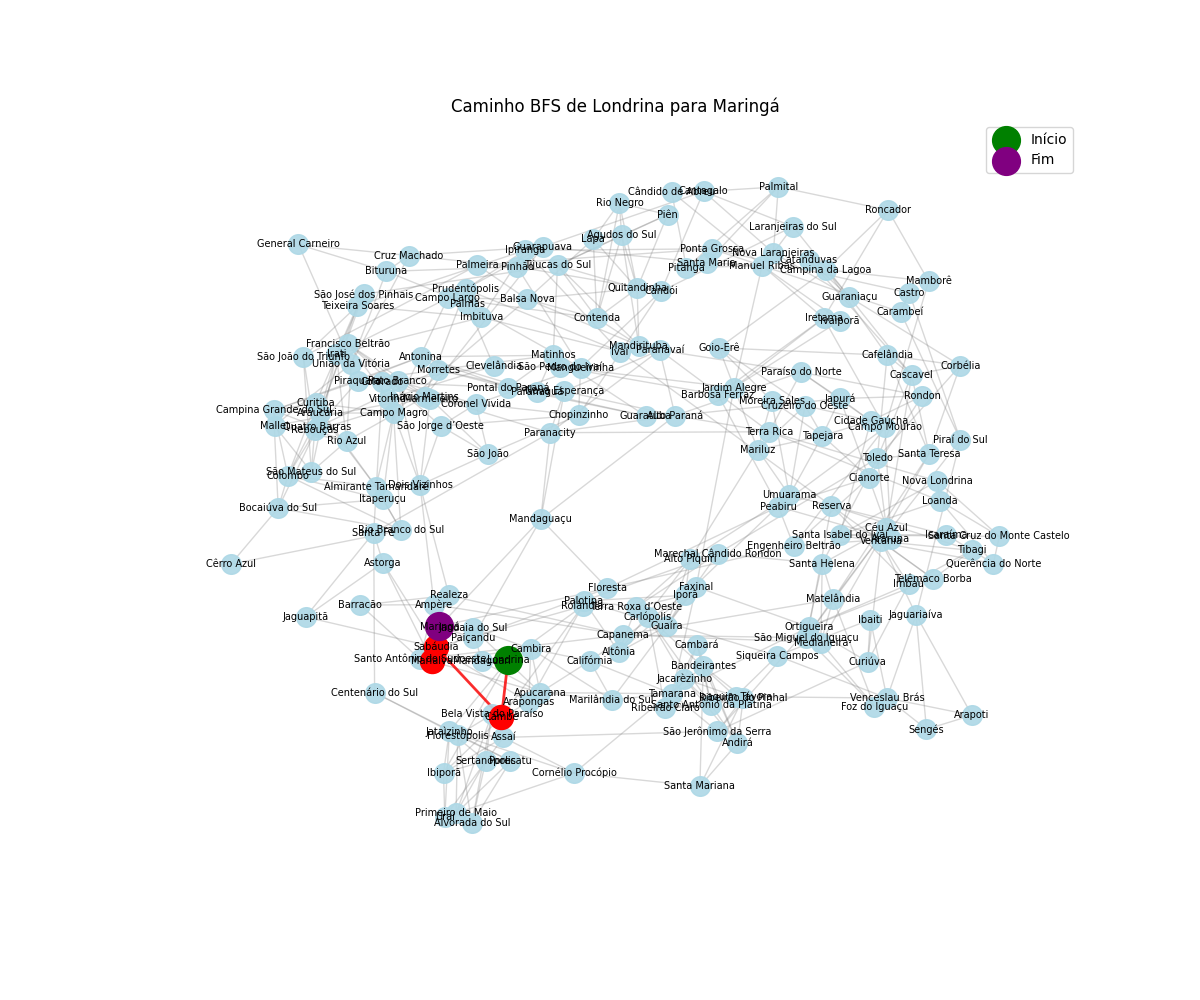 Caminho BFS de Londrina para Maringá
Início
Fim
Palmital
Cândido de Abreu
Cantagalo
Rio Negro
Roncador
Piên
Laranjeiras do Sul
Agudos do Sul
Lapa
General Carneiro
Guarapuava
Ipiranga
Ponta Grossa
Nova Laranjeiras
Cruz Machado
Catanduvas
Santa Maria
Manuel Ribas
Palmeira
Pinhão
Tijucas do Sul
Pitanga
Campina da Lagoa
Bituruna
Mamborê
Prudentópolis
Quitandinha
Candói
Castro
São José dos Pinhais
Campo Largo
Balsa Nova
Guaraniaçu
Teixeira Soares
Palmas
Carambeí
Imbituva
Contenda
Iretama
Ivaiporã
Francisco Beltrão
Mandirituba
Goio-Erê
Irati
Ivaí
Paranavaí
São João do Triunfo
Antonina
Matinhos
Cafelândia
União da Vitória
Morretes
Clevelândia
São Pedro do Ivaí
Mangueirinha
Corbélia
Paraíso do Norte
Cascavel
Piraquara
Pato Branco
Pontal do Paraná
Jardim Alegre
Barbosa Ferraz
Rondon
Inácio Martins
Vitorino
Marmeleiro
Moreira Sales
Japurá
Curitiba
Coronel Vivida
Cruzeiro do Oeste
Campina Grande do Sul
Araucária
Campo Magro
Chopinzinho
Guaratuba
Alto Paraná
Cidade Gaúcha
Mallet
Quatro Barras
Rebouças
São Jorge d'Oeste
Campo Mourão
Paranacity
Terra Rica
Tapejara
Rio Azul
Piraí do Sul
Mariluz
São João
Santa Teresa
Toledo
São Mateus do Sul
Colombo
Cianorte
Nova Londrina
Almirante Tamandaré
Dois Vizinhos
Itaperuçu
Umuarama
Loanda
Bocaiúva do Sul
Peabiru
Reserva
Mandaguaçu
Rio Branco do Sul
Santa Fé
Céu Azul
Santa Isabel do Ivaí
Santa Cruz do Monte Castelo
Ventania
Engenheiro Beltrão
Tibagi
Marechal Cândido Rondon
Alto Piquiri
Cêrro Azul
Astorga
Santa Helena
Querência do Norte
Telêmaco Borba
Imbaú
Floresta
Faxinal
Iporã
Realeza
Barracão
Ampère
Palotina
Rolândia
Terra Roxa d'Oeste
Matelândia
Jaguapitã
Carlópolis
Jaguariaíva
Ibaiti
Maringá
Jandaia do Sul
Guaíra
Ortigueira
Paiçandu
Capanema
São Miguel do Iguaçu
Medianeira
Sabáudia
Cambira
Altônia
Cambará
Siqueira Campos
Santo Antônio do Sudoeste
Marialva
Mandaguari
Londrina
Califórnia
Curiúva
Bandeirantes
Jacarèzinho
Centenário do Sul
Apucarana
Arapongas
Marilândia do Sul
Tamarana
Joaquim Távora
Ribeirão do Pinhal
Venceslau Brás
Santo Antônio da Platina
Ribeirão Claro
Foz do Iguaçu
Bela Vista do Paraíso
Cambé
Arapoti
Jataizinho
Florestópolis
Assaí
São Jerônimo da Serra
Sengés
Andirá
Sertanópolis
Porecatu
Ibiporã
Cornélio Procópio
Santa Mariana
Primeiro de Maio
Uraí
Alvorada do Sul